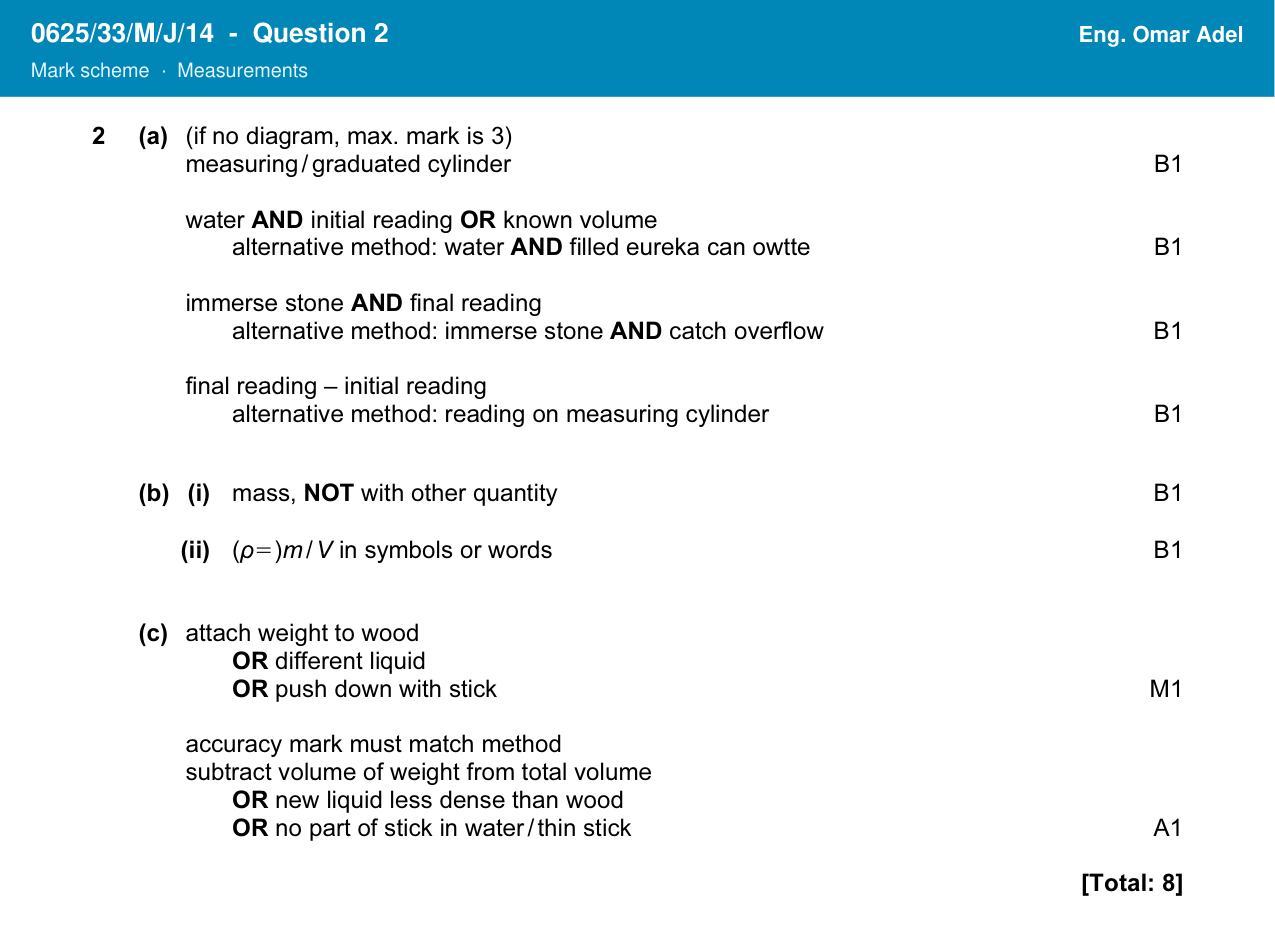 0625/33/M/J/14 - Question 2
Eng. Omar Adel
Mark scheme · Measurements
2 (a) (if no diagram, max. mark is 3)
measuring/graduated cylinder B1
water AND initial reading OR known volume
alternative method: water AND filled eureka can owtte B1
immerse stone AND final reading
alternative method: immerse stone AND catch overflow B1
final reading – initial reading
alternative method: reading on measuring cylinder B1
(b) (i) mass, NOT with other quantity B1
(ii) (ρ=)m/V in symbols or words B1
(c) attach weight to wood
OR different liquid
OR push down with stick M1
accuracy mark must match method
subtract volume of weight from total volume
OR new liquid less dense than wood
OR no part of stick in water/thin stick A1
[Total: 8]